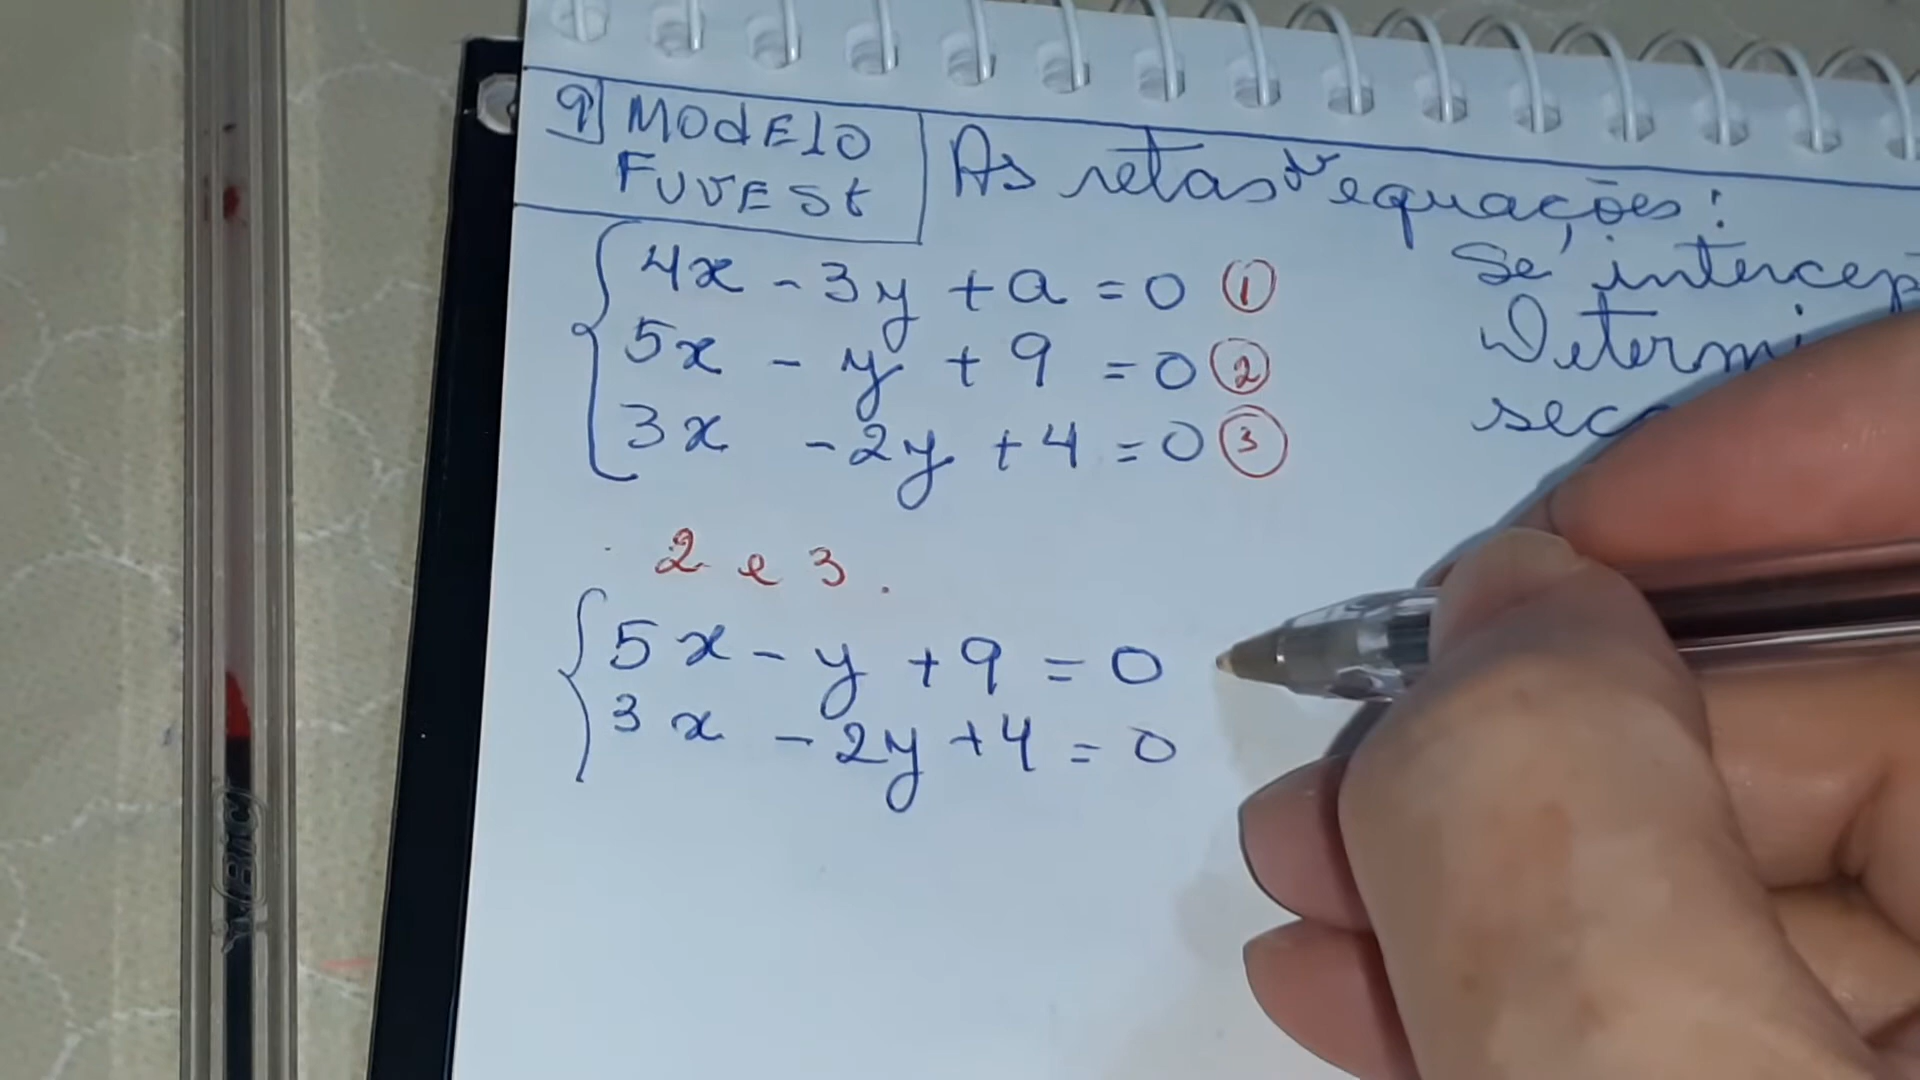 9) MODELO
FUVEST
As retas de equações:
4x - 3y + a = 0 ①
5x - y + 9 = 0 ②
3x - 2y + 4 = 0 ③
Se intercep
Determi
sec
2 e 3.
5x - y + 9 = 0
3x - 2y + 4 = 0